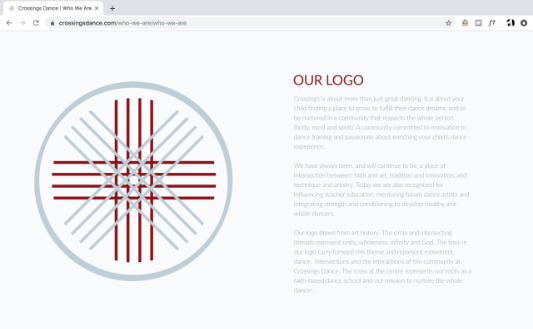 Crossings Dance | Who We Are
crossingsdance.com/who-we-are/who-we-are
OUR LOGO
Crossings is about more than just great dancing. It is about your
child finding a place to grow, to fulfill their dance dreams, and to
be nurtured in a community that respects the whole person
(body, mind and spirit). A community committed to innovation in
dance training and passionate about enriching your child's dance
experience.
We have always been, and will continue to be, a place of
intersection between: faith and art, tradition and innovation, and
technique and artistry. Today we are also recognized for
influencing teacher education, mentoring future dance artists and
integrating strength and conditioning to develop healthy and
whole dancers.
Our logo draws from art history. The circle and intersecting
threads represent unity, wholeness, infinity and God. The lines in
our logo carry forward this theme and represent movement,
dance, intersections and the interactions of the community at
Crossings Dance. The cross at the centre represents our roots as a
faith-based dance school and our mission to nurture the whole
dancer.